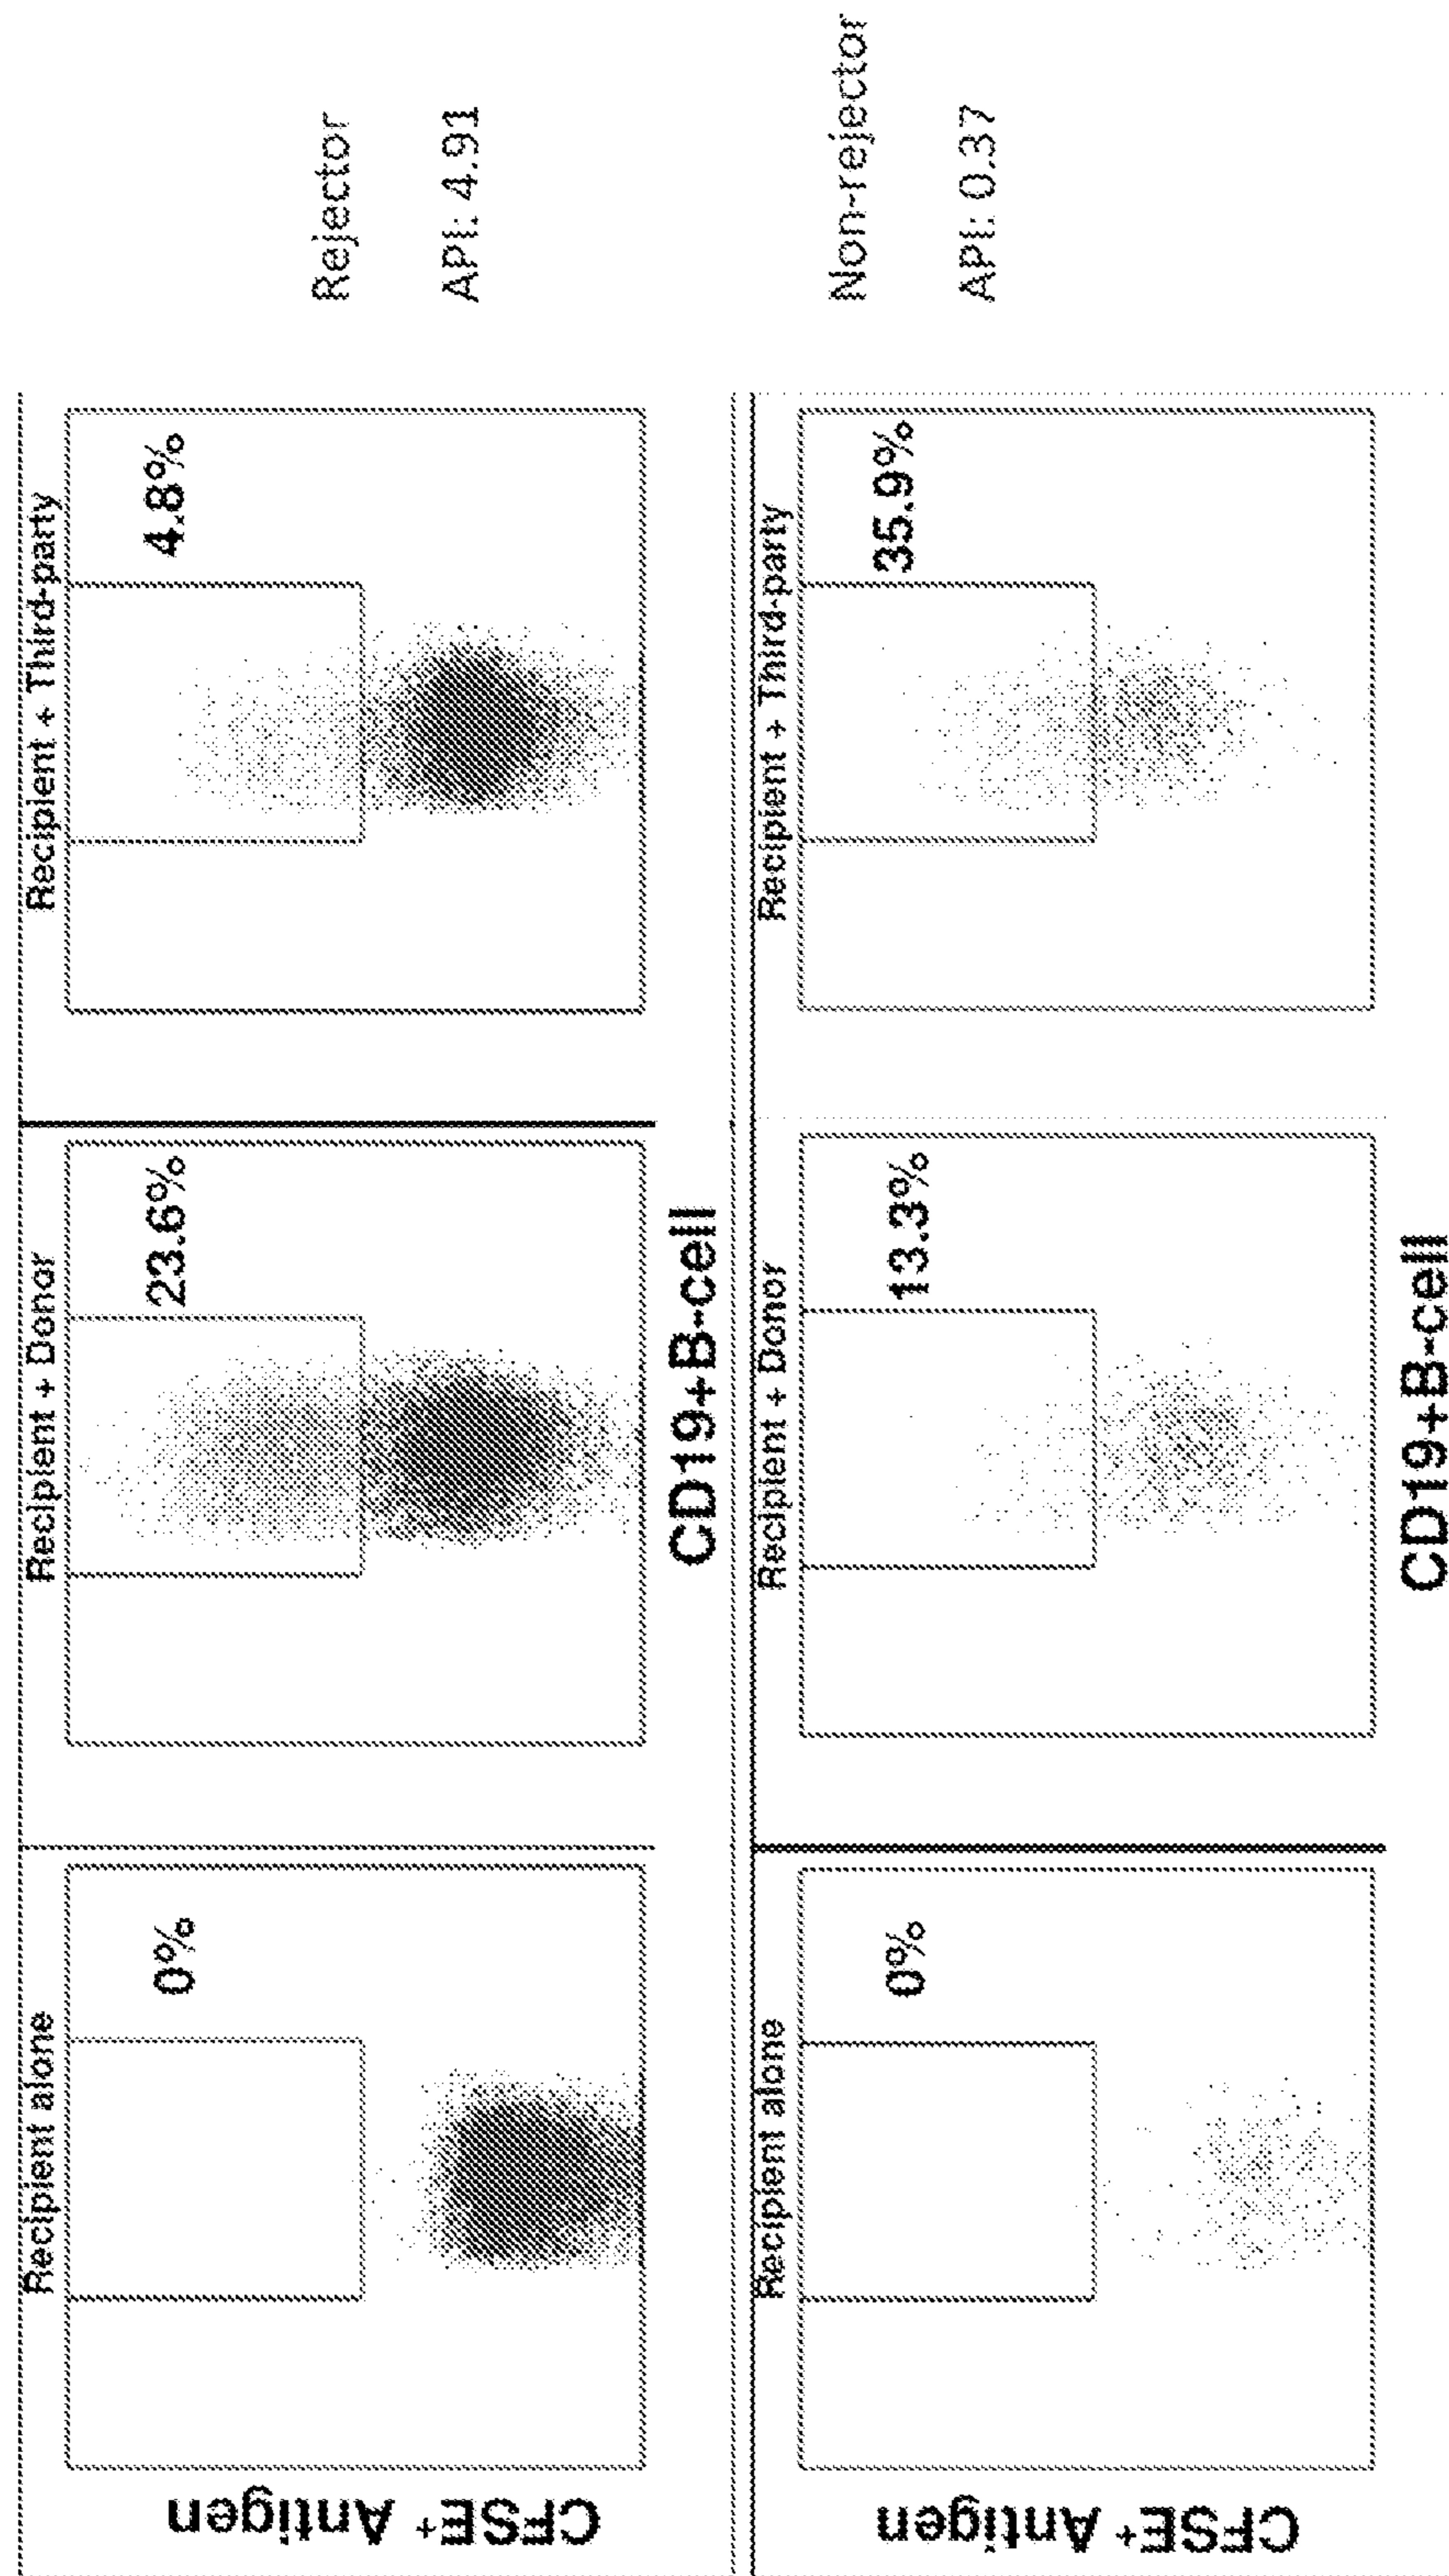 CFSE⁺ Antigen
Recipient alone
0%
Recipient + Donor
23.6%
Recipient + Third-party
4.8%
CD19+B-cell
Rejector
API: 4.91
CFSE⁺ Antigen
Recipient alone
0%
Recipient + Donor
13.3%
Recipient + Third-party
35.9%
CD19+B-cell
Non-rejector
API: 0.37